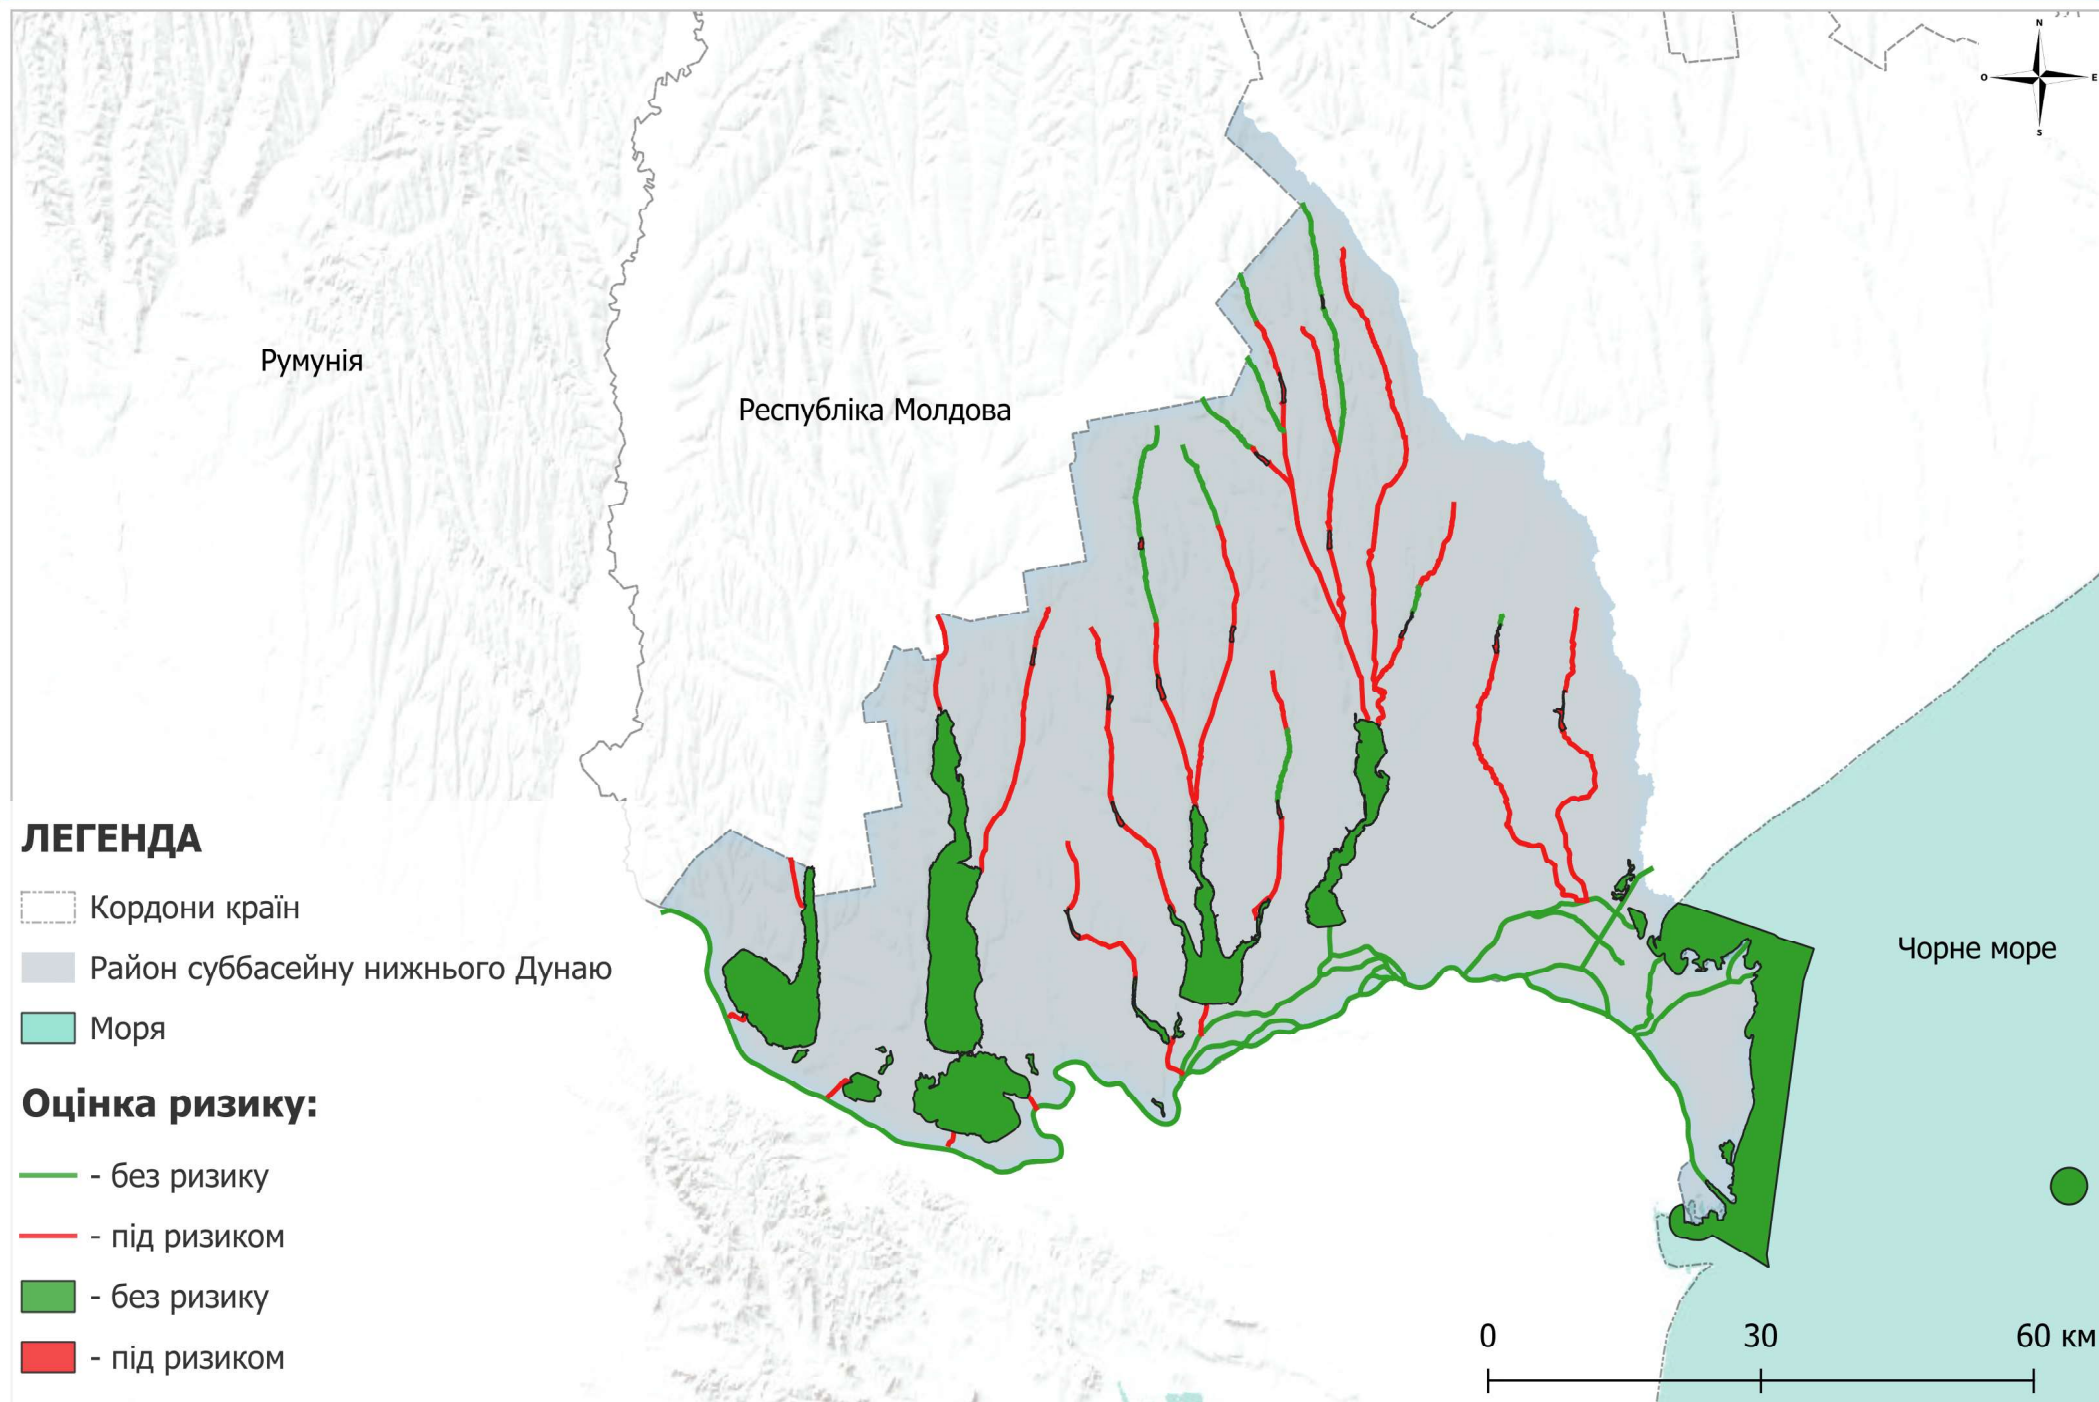 N
O
E
S
Румунія
Республіка Молдова
Чорне море
ЛЕГЕНДА
Кордони країн
Район суббасейну нижнього Дунаю
Моря
Оцінка ризику:
- без ризику
- під ризиком
- без ризику
- під ризиком
0 30 60 км